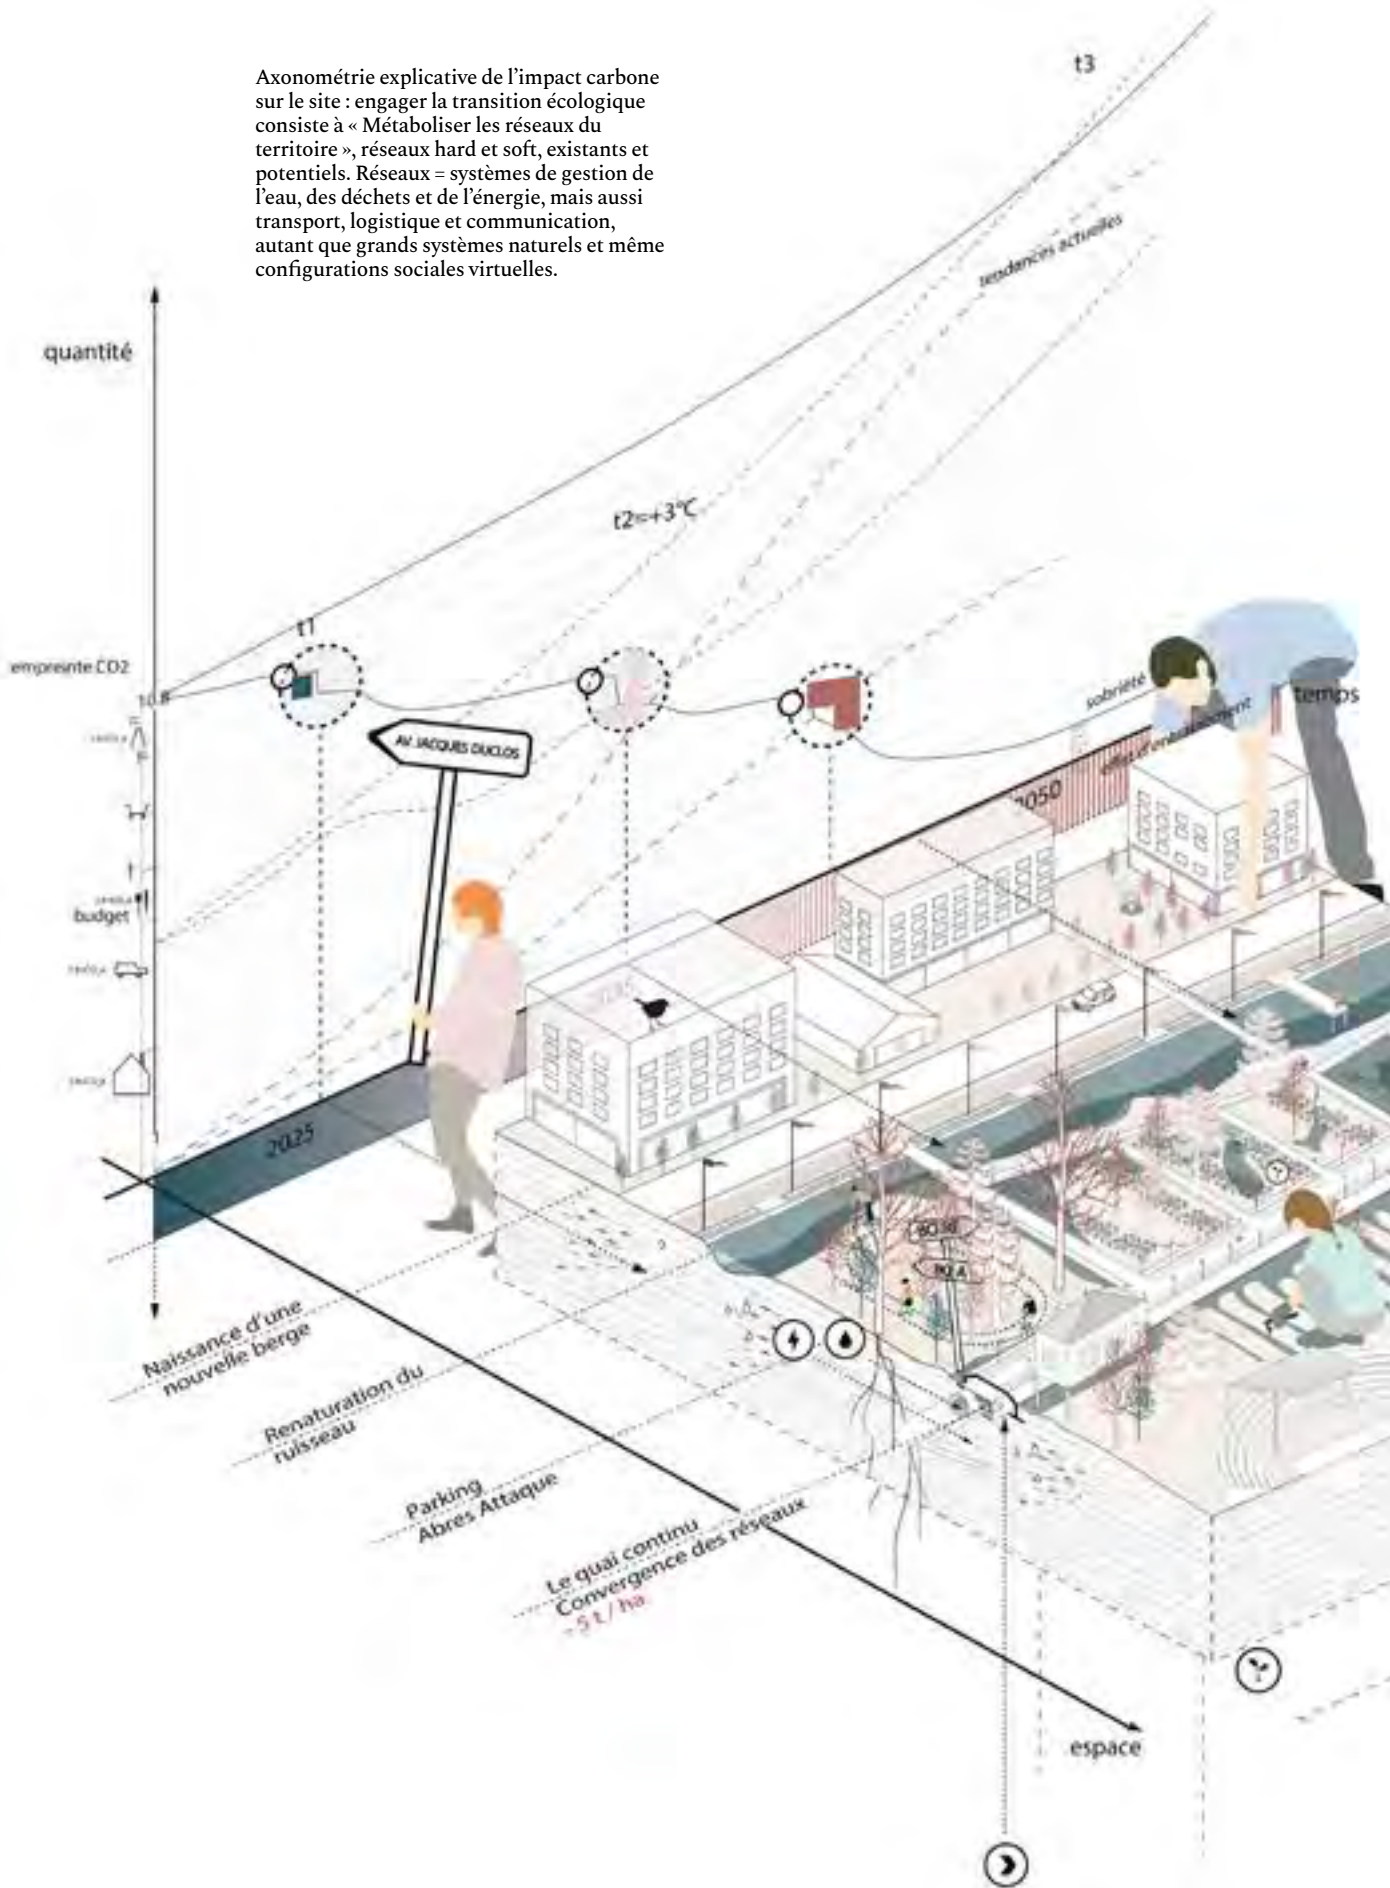 Axonométrie explicative de l’impact carbone
sur le site : engager la transition écologique
consiste à « Métaboliser les réseaux du
territoire », réseaux hard et soft, existants et
potentiels. Réseaux = systèmes de gestion de
l’eau, des déchets et de l’énergie, mais aussi
transport, logistique et communication,
autant que grands systèmes naturels et même
configurations sociales virtuelles.
t3
tendances actuelles
quantité
t2=+3°C
t1
empreinte CO2
AV. JACQUES DUCLOS
sobriété
temps
effet d'entraînement
2050
budget
2025
Naissance d'une
nouvelle berge
Renaturation du
ruisseau
Parking
Abres Attaque
Le quai continu
Convergence des réseaux
- 5 t / ha
espace